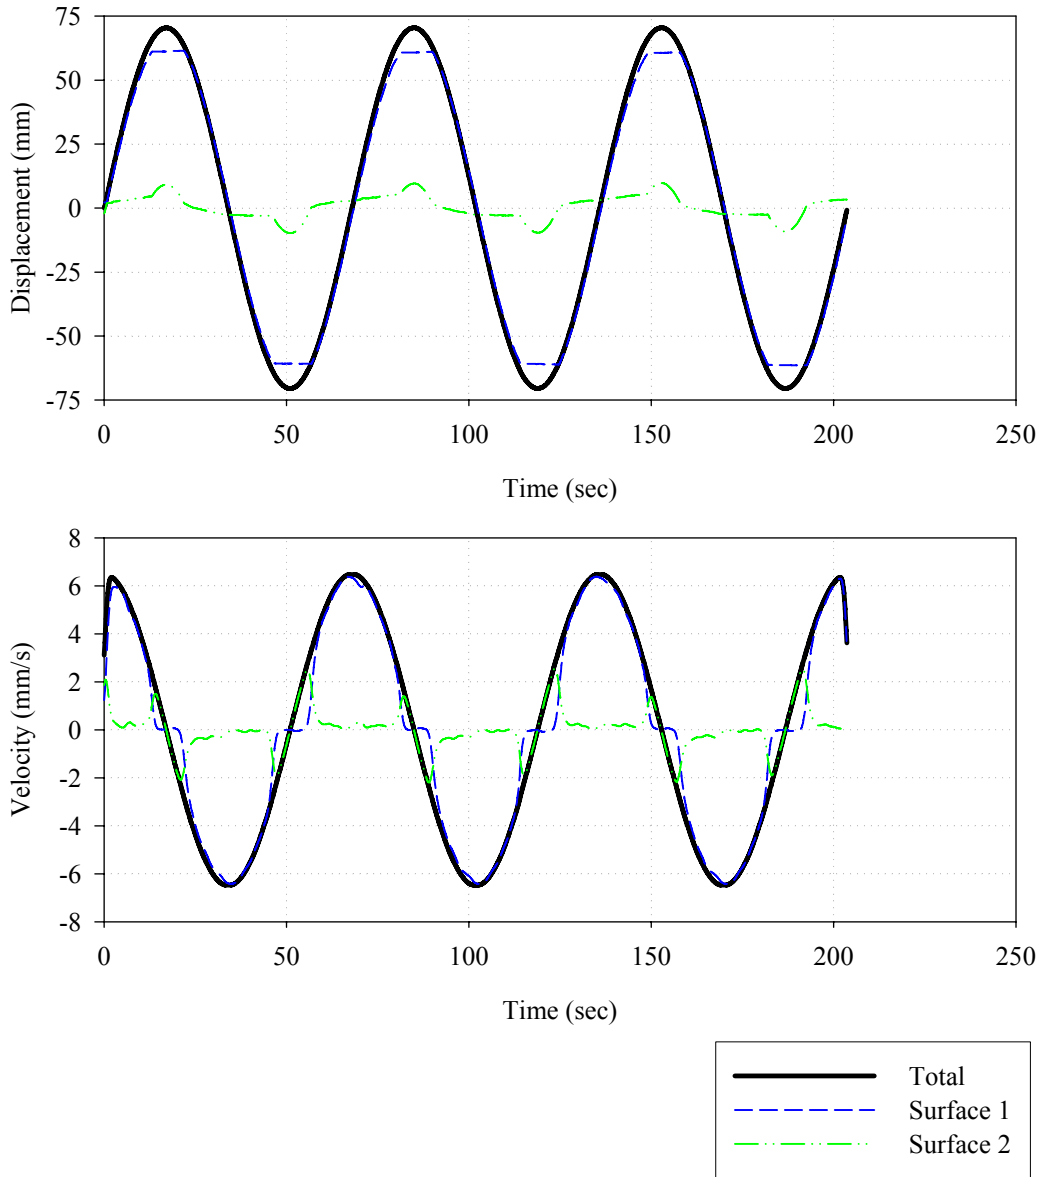 75
50
25
0
-25
-50
-75
Displacement (mm)
0 50 100 150 200 250
Time (sec)
8
6
4
2
0
-2
-4
-6
-8
Velocity (mm/s)
0 50 100 150 200 250
Time (sec)
Total
Surface 1
Surface 2